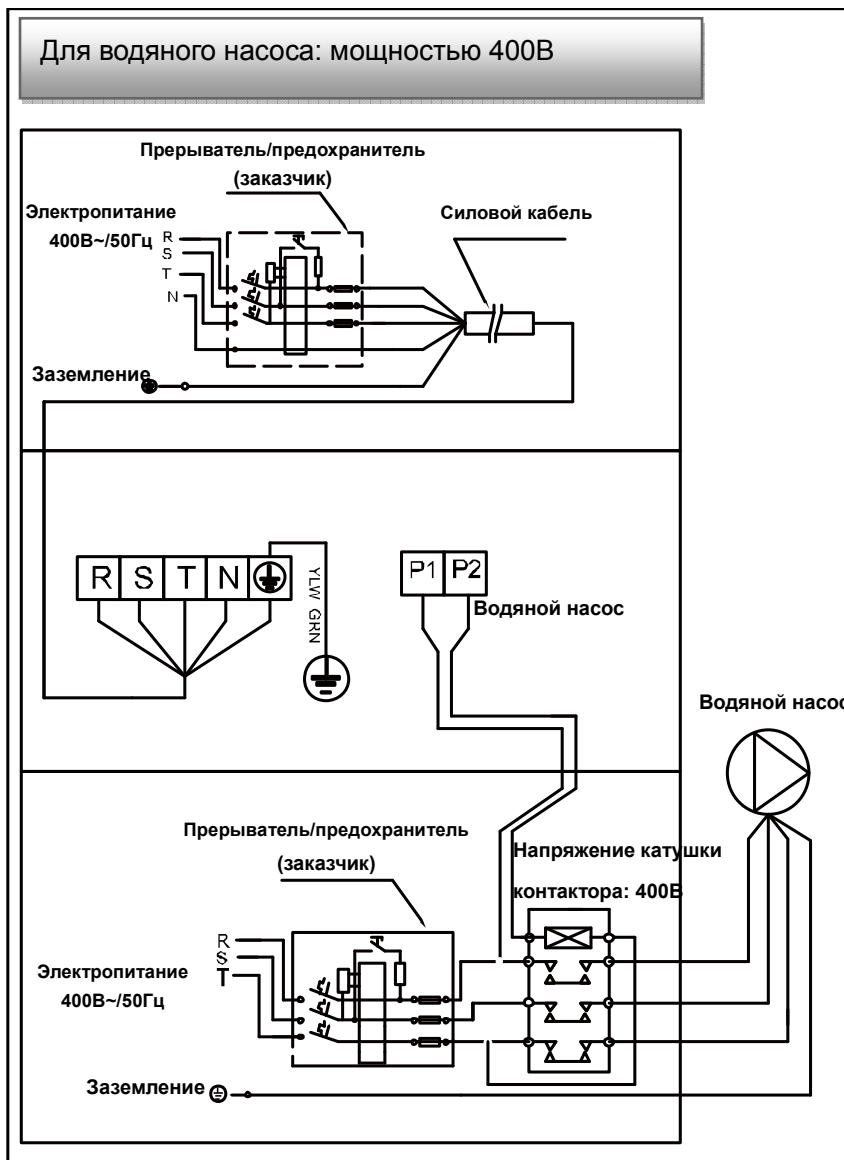 Для водяного насоса: мощностью 400В
Прерыватель/предохранитель
(заказчик)
Электропитание
400В~/50Гц
R
S
T
N
Силовой кабель
Заземление
R S T N
YLW GRN
P1 P2
Водяной насос
Водяной насос
Прерыватель/предохранитель
(заказчик)
Напряжение катушки
контактора: 400В
R
S
T
Электропитание
400В~/50Гц
Заземление